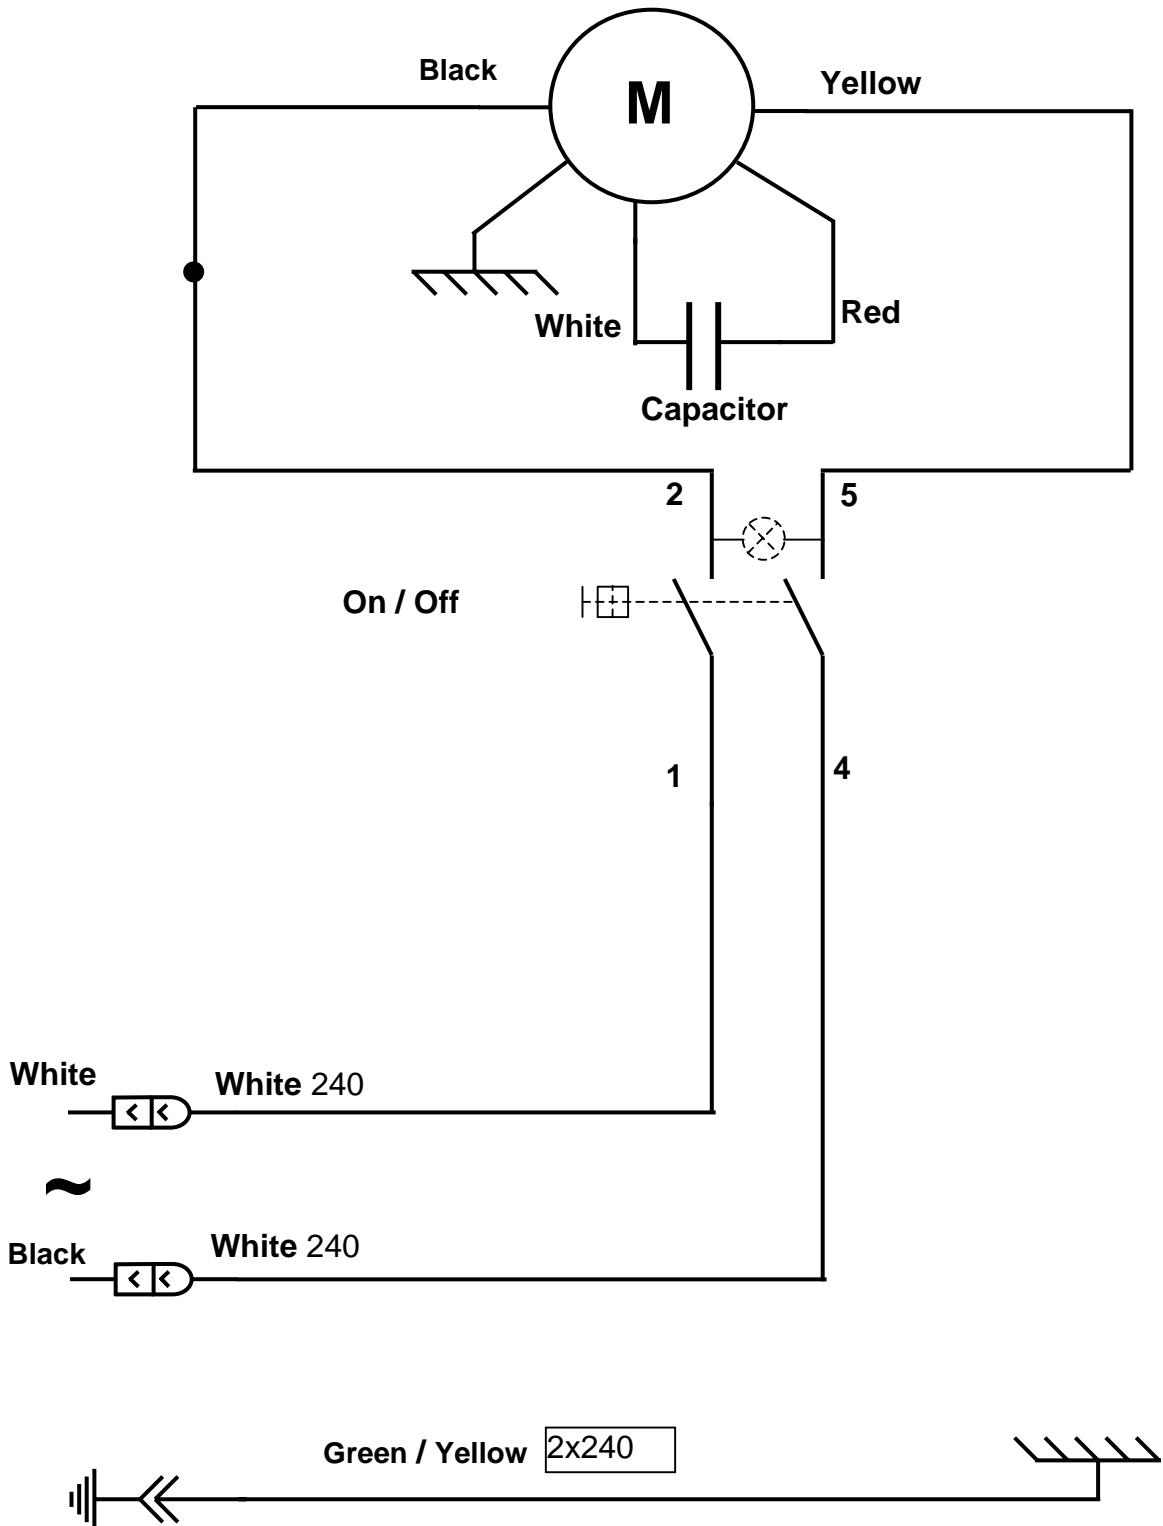 Black
M
Yellow
White
Red
Capacitor
2
5
On / Off
1
4
White
White 240
~
Black
White 240
Green / Yellow 2x240